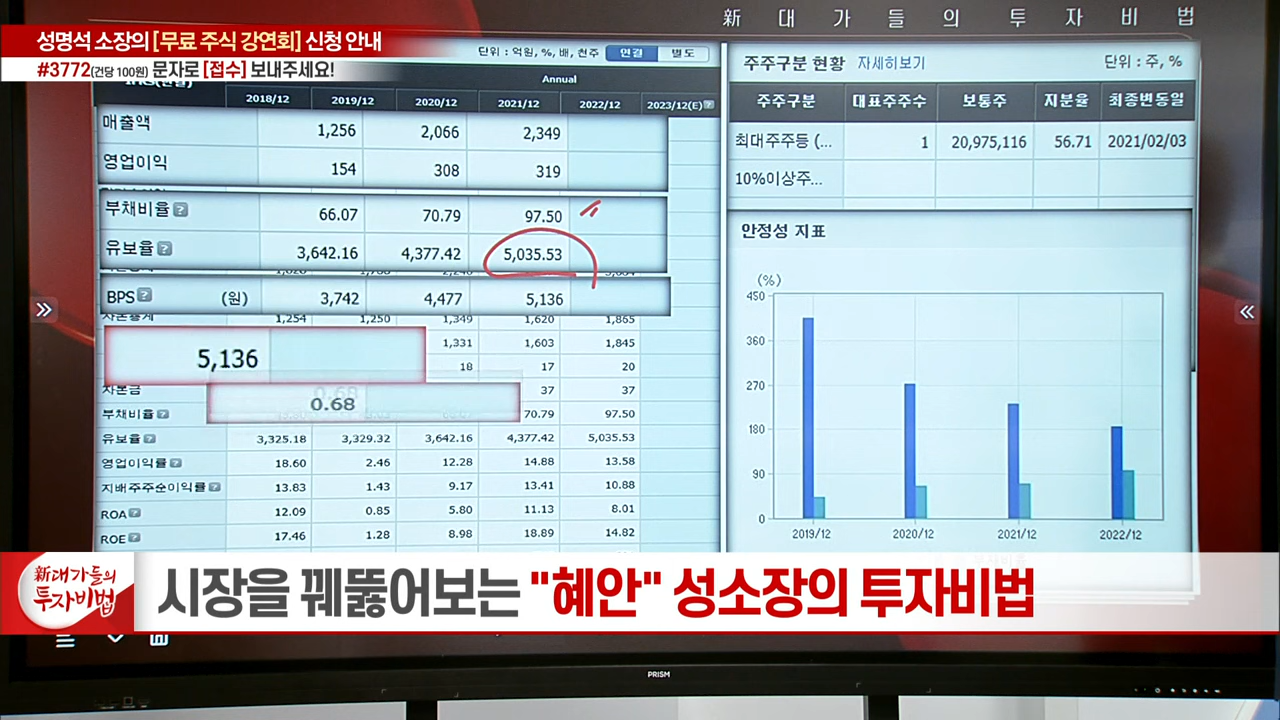 新 대 가 들 의 투 자 비 법
성명석 소장의 [무료 주식 강연회] 신청 안내
#3772(건당 100원) 문자로 [접수] 보내주세요!
단위 : 억원, %, 배, 천주 연결 별도
Annual
2018/12 2019/12 2020/12 2021/12 2022/12 2023/12(E)
매출액 1,256 2,066 2,349
영업이익 154 308 319
부채비율 66.07 70.79 97.50
유보율 3,642.16 4,377.42 5,035.53
BPS (원) 3,742 4,477 5,136
자본총계 1,254 1,250 1,349 1,620 1,865
1,331 1,603 1,845
5,136
18 17 20
자본금 37 37
0.68
부채비율 70.79 97.50
유보율 3,325.18 3,329.32 3,642.16 4,377.42 5,035.53
영업이익률 18.60 2.46 12.28 14.88 13.58
지배주주순이익률 13.83 1.43 9.17 13.41 10.88
ROA 12.09 0.85 5.80 11.13 8.01
ROE 17.46 1.28 8.98 18.89 14.82
주주구분 현황 자세히보기 단위 : 주, %
주주구분 대표주주수 보통주 지분율 최종변동일
최대주주등 (... 1 20,975,116 56.71 2021/02/03
10%이상주...
안정성 지표
(%)
450
360
270
180
90
0
2019/12 2020/12 2021/12 2022/12
新대가들의
투자비법
시장을 꿰뚫어보는 "혜안" 성소장의 투자비법
PRISM